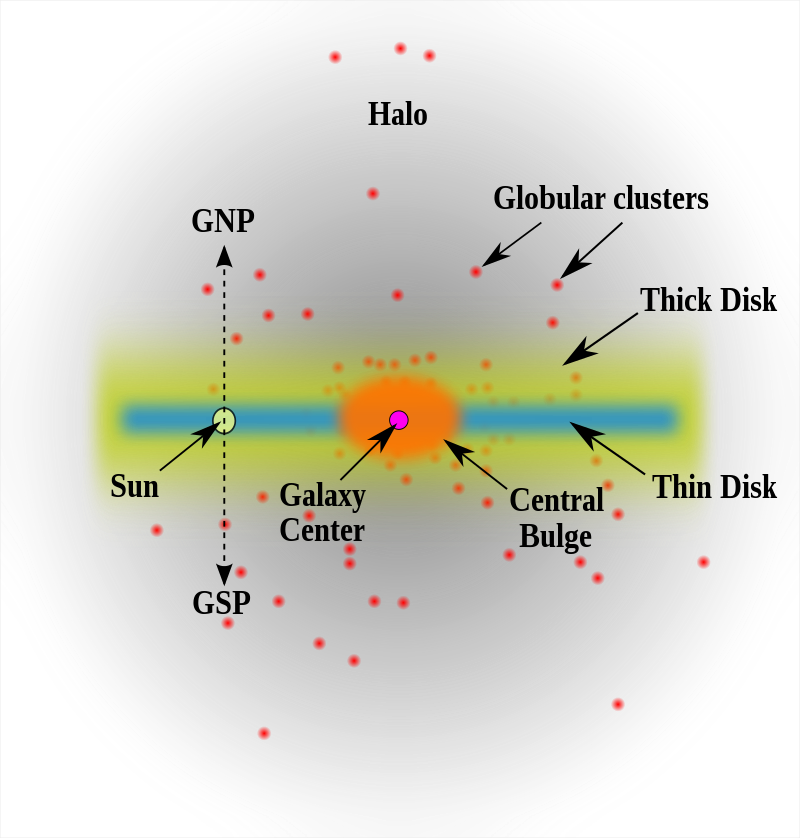 Halo
Globular clusters
GNP
Thick Disk
Sun
Galaxy
Center
Central
Bulge
Thin Disk
GSP